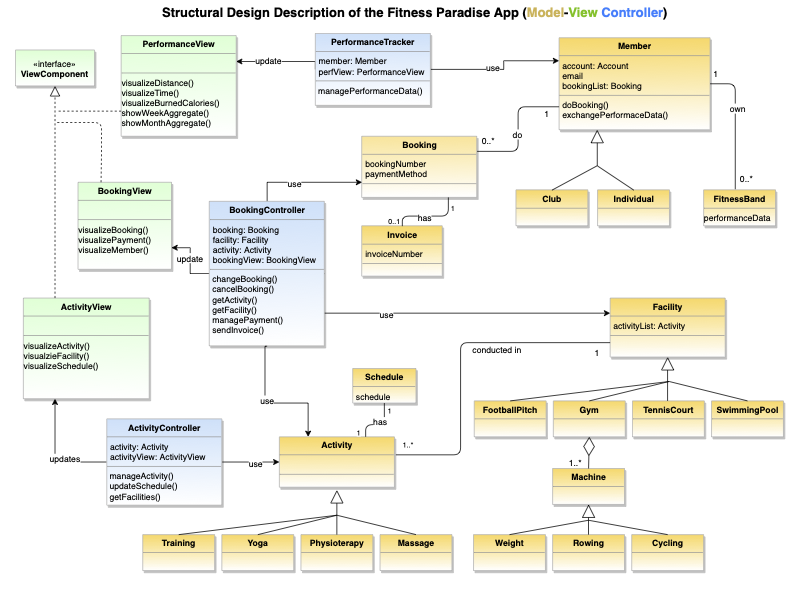 Structural Design Description of the Fitness Paradise App (Model-View Controller)
«interface»
ViewComponent
PerformanceView
visualizeDistance()
visualizeTime()
visualizeBurnedCalories()
showWeekAggregate()
showMonthAggregate()
update
PerformanceTracker
member: Member
perfView: PerformanceView
managePerformanceData()
use
Member
account: Account
email
bookingList: Booking
doBooking()
exchangePerformaceData()
1
own
0..*
1
do
0..*
Booking
bookingNumber
paymentMethod
use
1
has
0..1
Invoice
invoiceNumber
Club
Individual
FitnessBand
performanceData
BookingView
visualizeBooking()
visualizePayment()
visualizeMember()
update
BookingController
booking: Booking
facility: Facility
activity: Activity
bookingView: BookingView
changeBooking()
cancelBooking()
getActivity()
getFacility()
managePayment()
sendInvoice()
use
ActivityView
visualizeActivity()
visualzieFacility()
visualizeSchedule()
Facility
activityList: Activity
1
conducted in
1..*
Schedule
schedule
1
has
1
use
FootballPitch
Gym
TennisCourt
SwimmingPool
ActivityController
activity: Activity
activityView: ActivityView
manageActivity()
updateSchedule()
getFacilities()
updates
use
Activity
1..*
Machine
Training
Yoga
Physioterapy
Massage
Weight
Rowing
Cycling